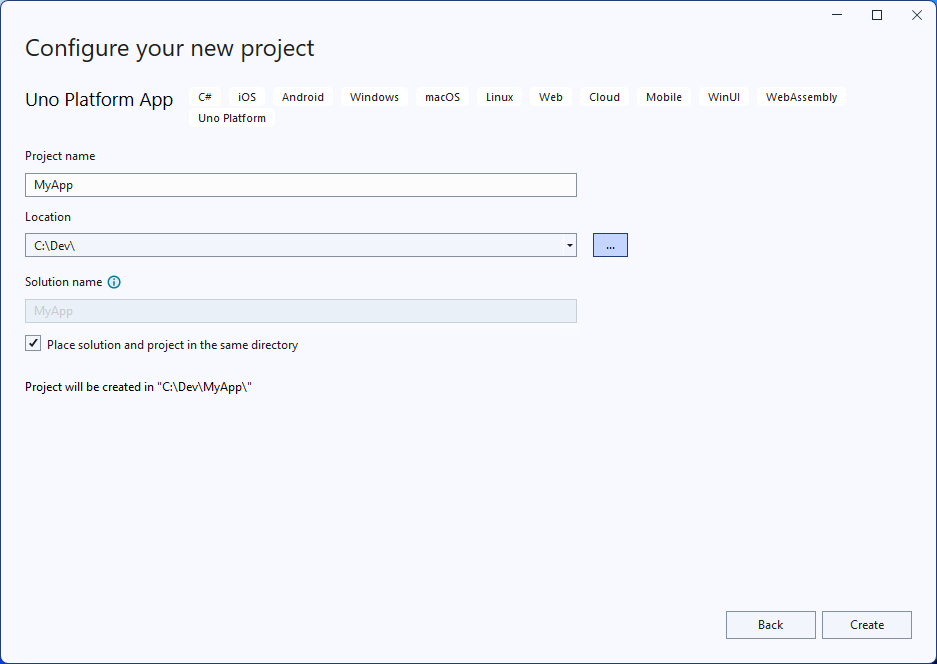 Configure your new project
Uno Platform App C# iOS Android Windows macOS Linux Web Cloud Mobile WinUI WebAssembly
Uno Platform
Project name
MyApp
Location
C:\Dev\ ...
Solution name
MyApp
Place solution and project in the same directory
Project will be created in "C:\Dev\MyApp\"
Back Create